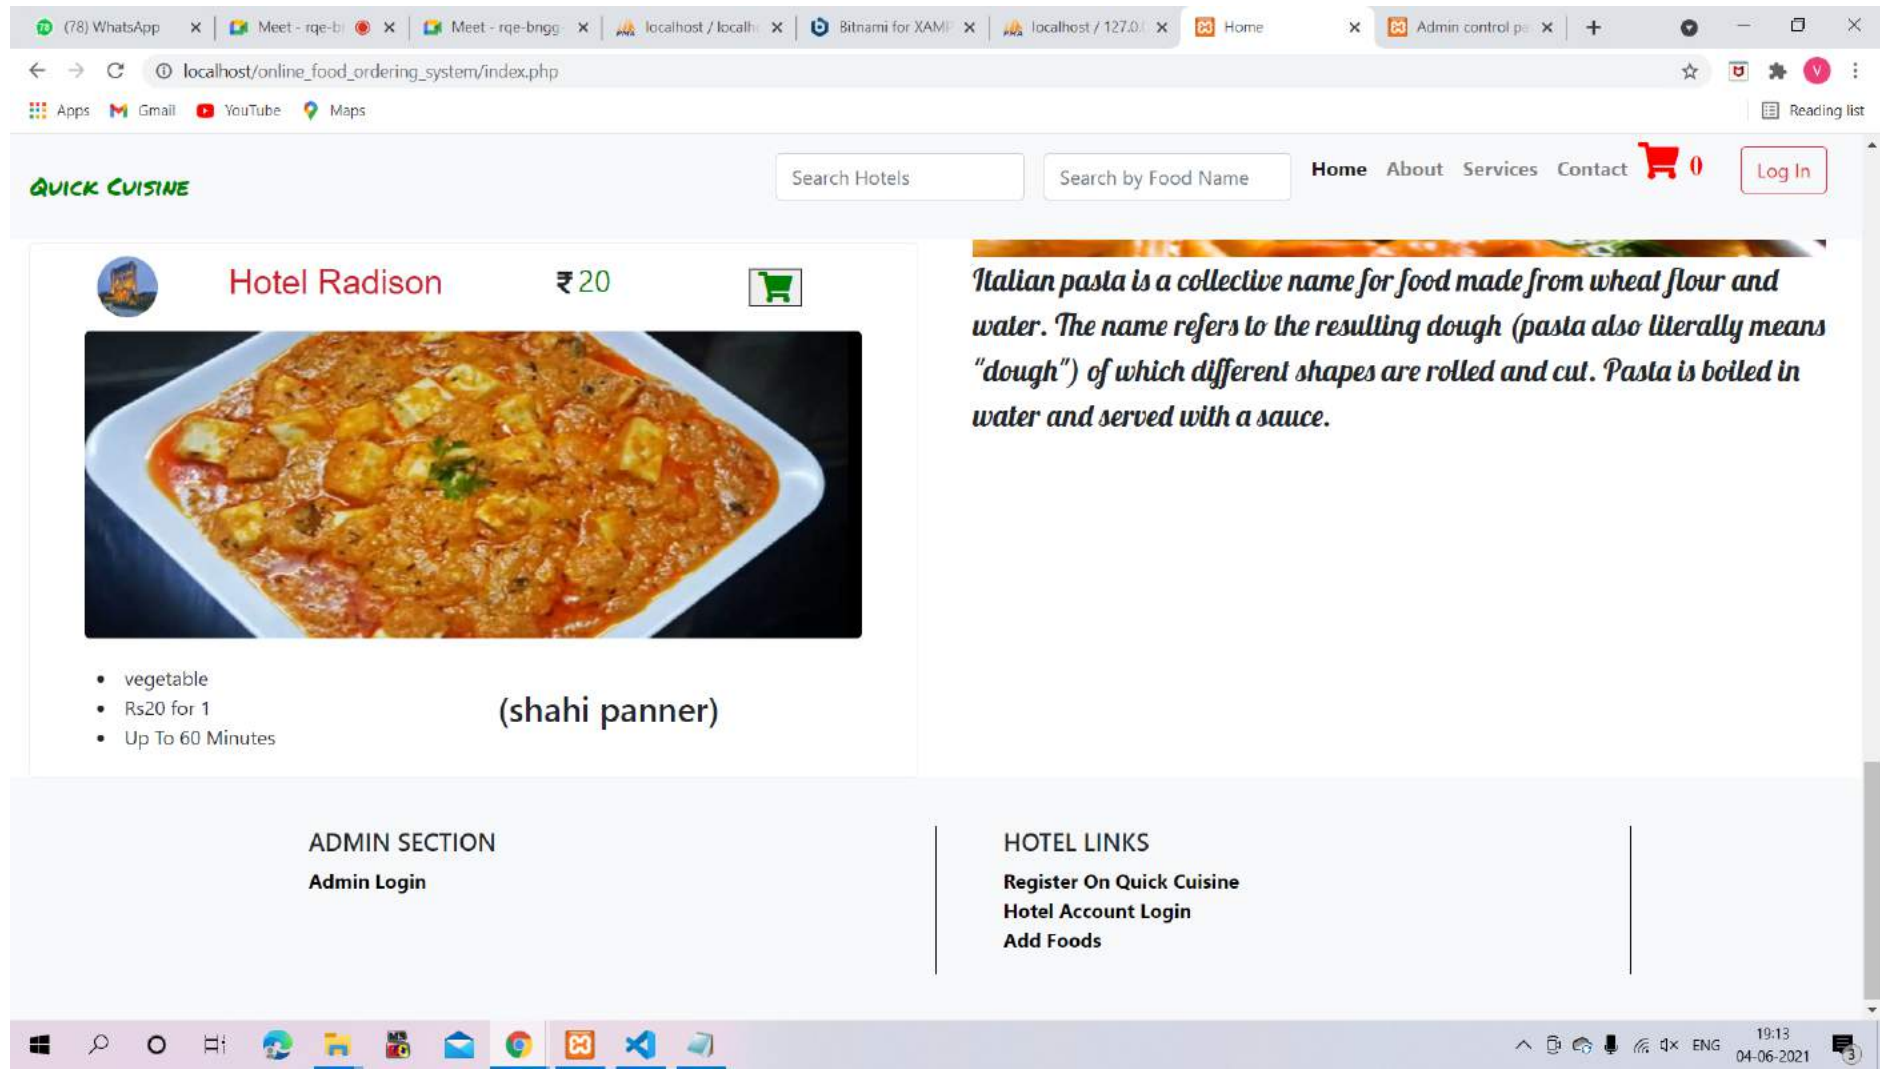 (78) WhatsApp
Meet - rqe-b
Meet - rqe-bngg
localhost / localh
Bitnami for XAM
localhost / 127.0.
Home
Admin control pa
localhost/online_food_ordering_system/index.php
V
Apps
Gmail
YouTube
Maps
Reading list
QUICK CUISINE
Search Hotels
Search by Food Name
Home
About
Services
Contact
0
Log In
Hotel Radison
₹ 20
Italian pasta is a collective name for food made from wheat flour and
water. The name refers to the resulting dough (pasta also literally means
"dough") of which different shapes are rolled and cut. Pasta is boiled in
water and served with a sauce.
vegetable
Rs20 for 1
Up To 60 Minutes
(shahi panner)
ADMIN SECTION
Admin Login
HOTEL LINKS
Register On Quick Cuisine
Hotel Account Login
Add Foods
ENG
19:13
04-06-2021
3